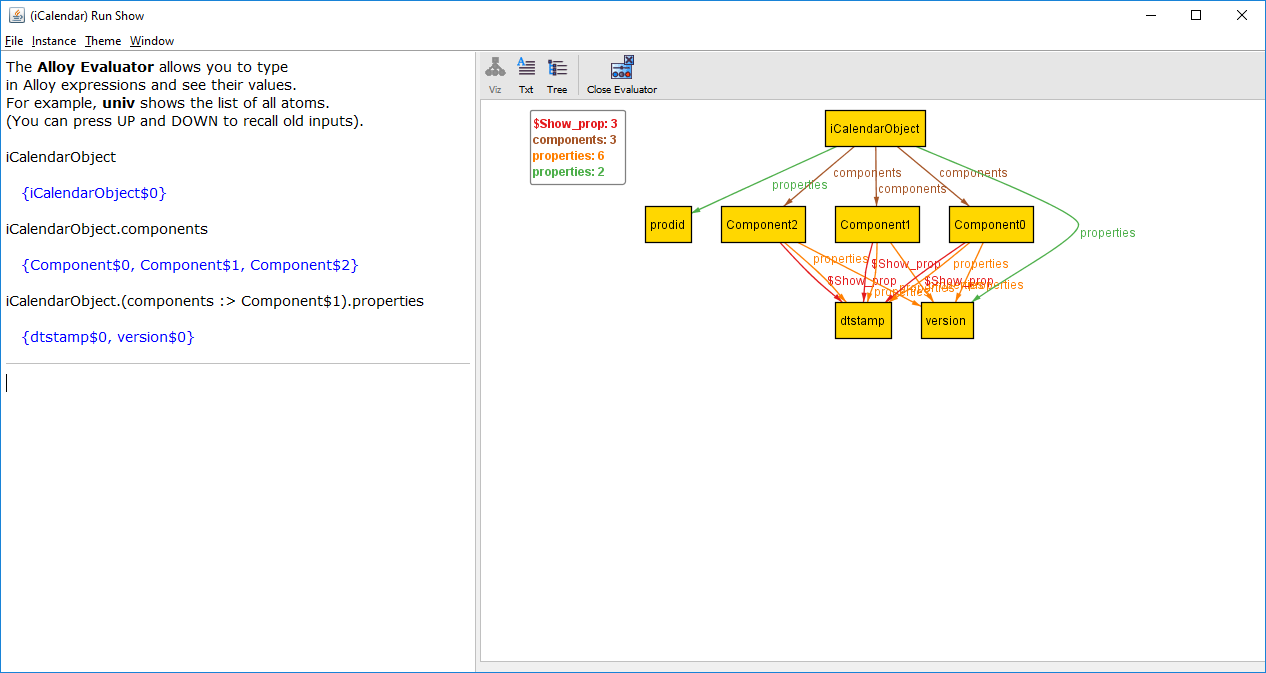 (iCalendar) Run Show
File Instance Theme Window
The Alloy Evaluator allows you to type
in Alloy expressions and see their values.
For example, univ shows the list of all atoms.
(You can press UP and DOWN to recall old inputs).
iCalendarObject
{iCalendarObject$0}
iCalendarObject.components
{Component$0, Component$1, Component$2}
iCalendarObject.(components :> Component$1).properties
{dtstamp$0, version$0}
Viz Txt Tree Close Evaluator
$Show_prop: 3
components: 3
properties: 6
properties: 2
iCalendarObject
components components
properties components
prodid Component2 Component1 Component0
properties
properties $Show_prop properties
$Show_prop $Show_prop
properties properties properties properties
dtstamp version